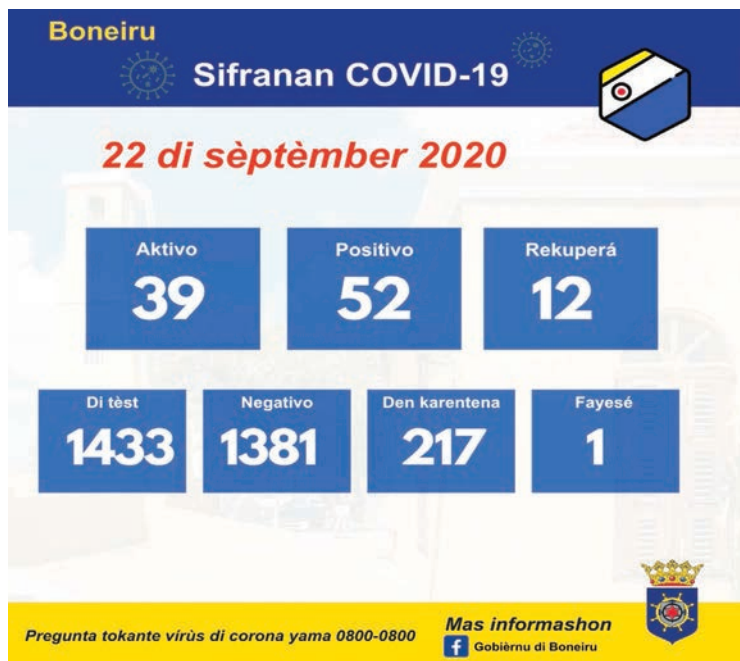 Boneiru
Sifranan COVID-19
22 di sèptèmber 2020
Aktivo
39
Positivo
52
Rekuperá
12
Di tèst
1433
Negativo
1381
Den karentena
217
Fayesé
1
Pregunta tokante vírùs di corona yama 0800-0800
Mas informashon
Gobièrnu di Boneiru